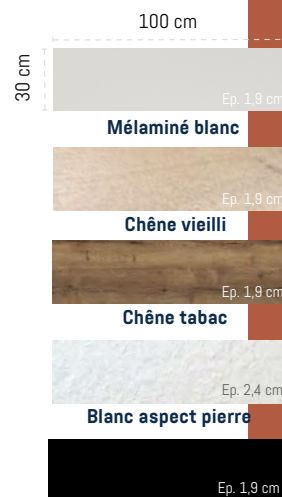 100 cm
30 cm
Ep. 1,9 cm
Mélaminé blanc
Ep. 1,9 cm
Chêne vieilli
Ep. 1,9 cm
Chêne tabac
Ep. 2,4 cm
Blanc aspect pierre
Ep. 1,9 cm